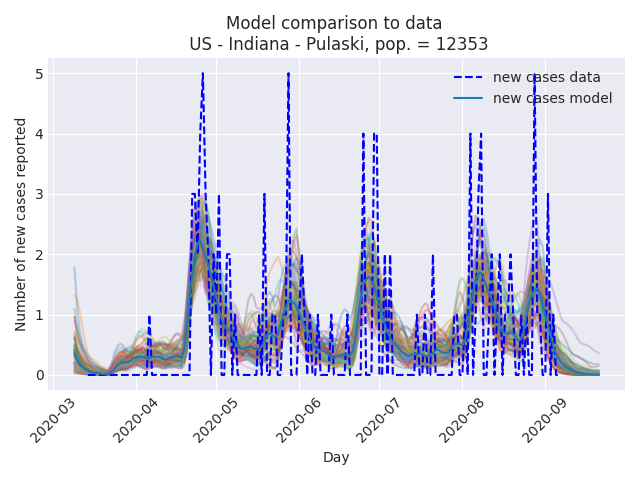 Model comparison to data
US - Indiana - Pulaski, pop. = 12353
new cases data
new cases model
Number of new cases reported
5
4
3
2
1
0
2020-03
2020-04
2020-05
2020-06
2020-07
2020-08
2020-09
Day